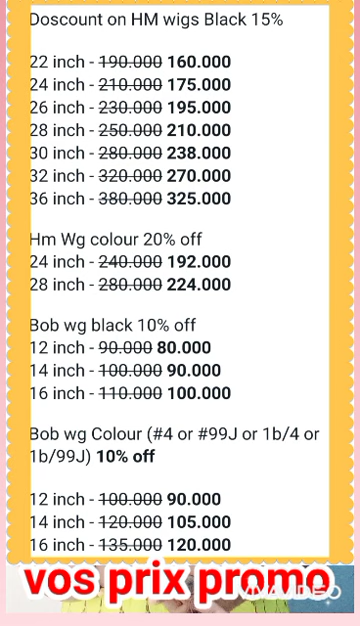 Doscount on HM wigs Black 15%
22 inch - 190.000 160.000
24 inch - 210.000 175.000
26 inch - 230.000 195.000
28 inch - 250.000 210.000
30 inch - 280.000 238.000
32 inch - 320.000 270.000
36 inch - 380.000 325.000
Hm Wg colour 20% off
24 inch - 240.000 192.000
28 inch - 280.000 224.000
Bob wg black 10% off
12 inch - 90.000 80.000
14 inch - 100.000 90.000
16 inch - 110.000 100.000
Bob wg Colour (#4 or #99J or 1b/4 or
1b/99J) 10% off
12 inch - 100.000 90.000
14 inch - 120.000 105.000
16 inch - 135.000 120.000
vos prix promo